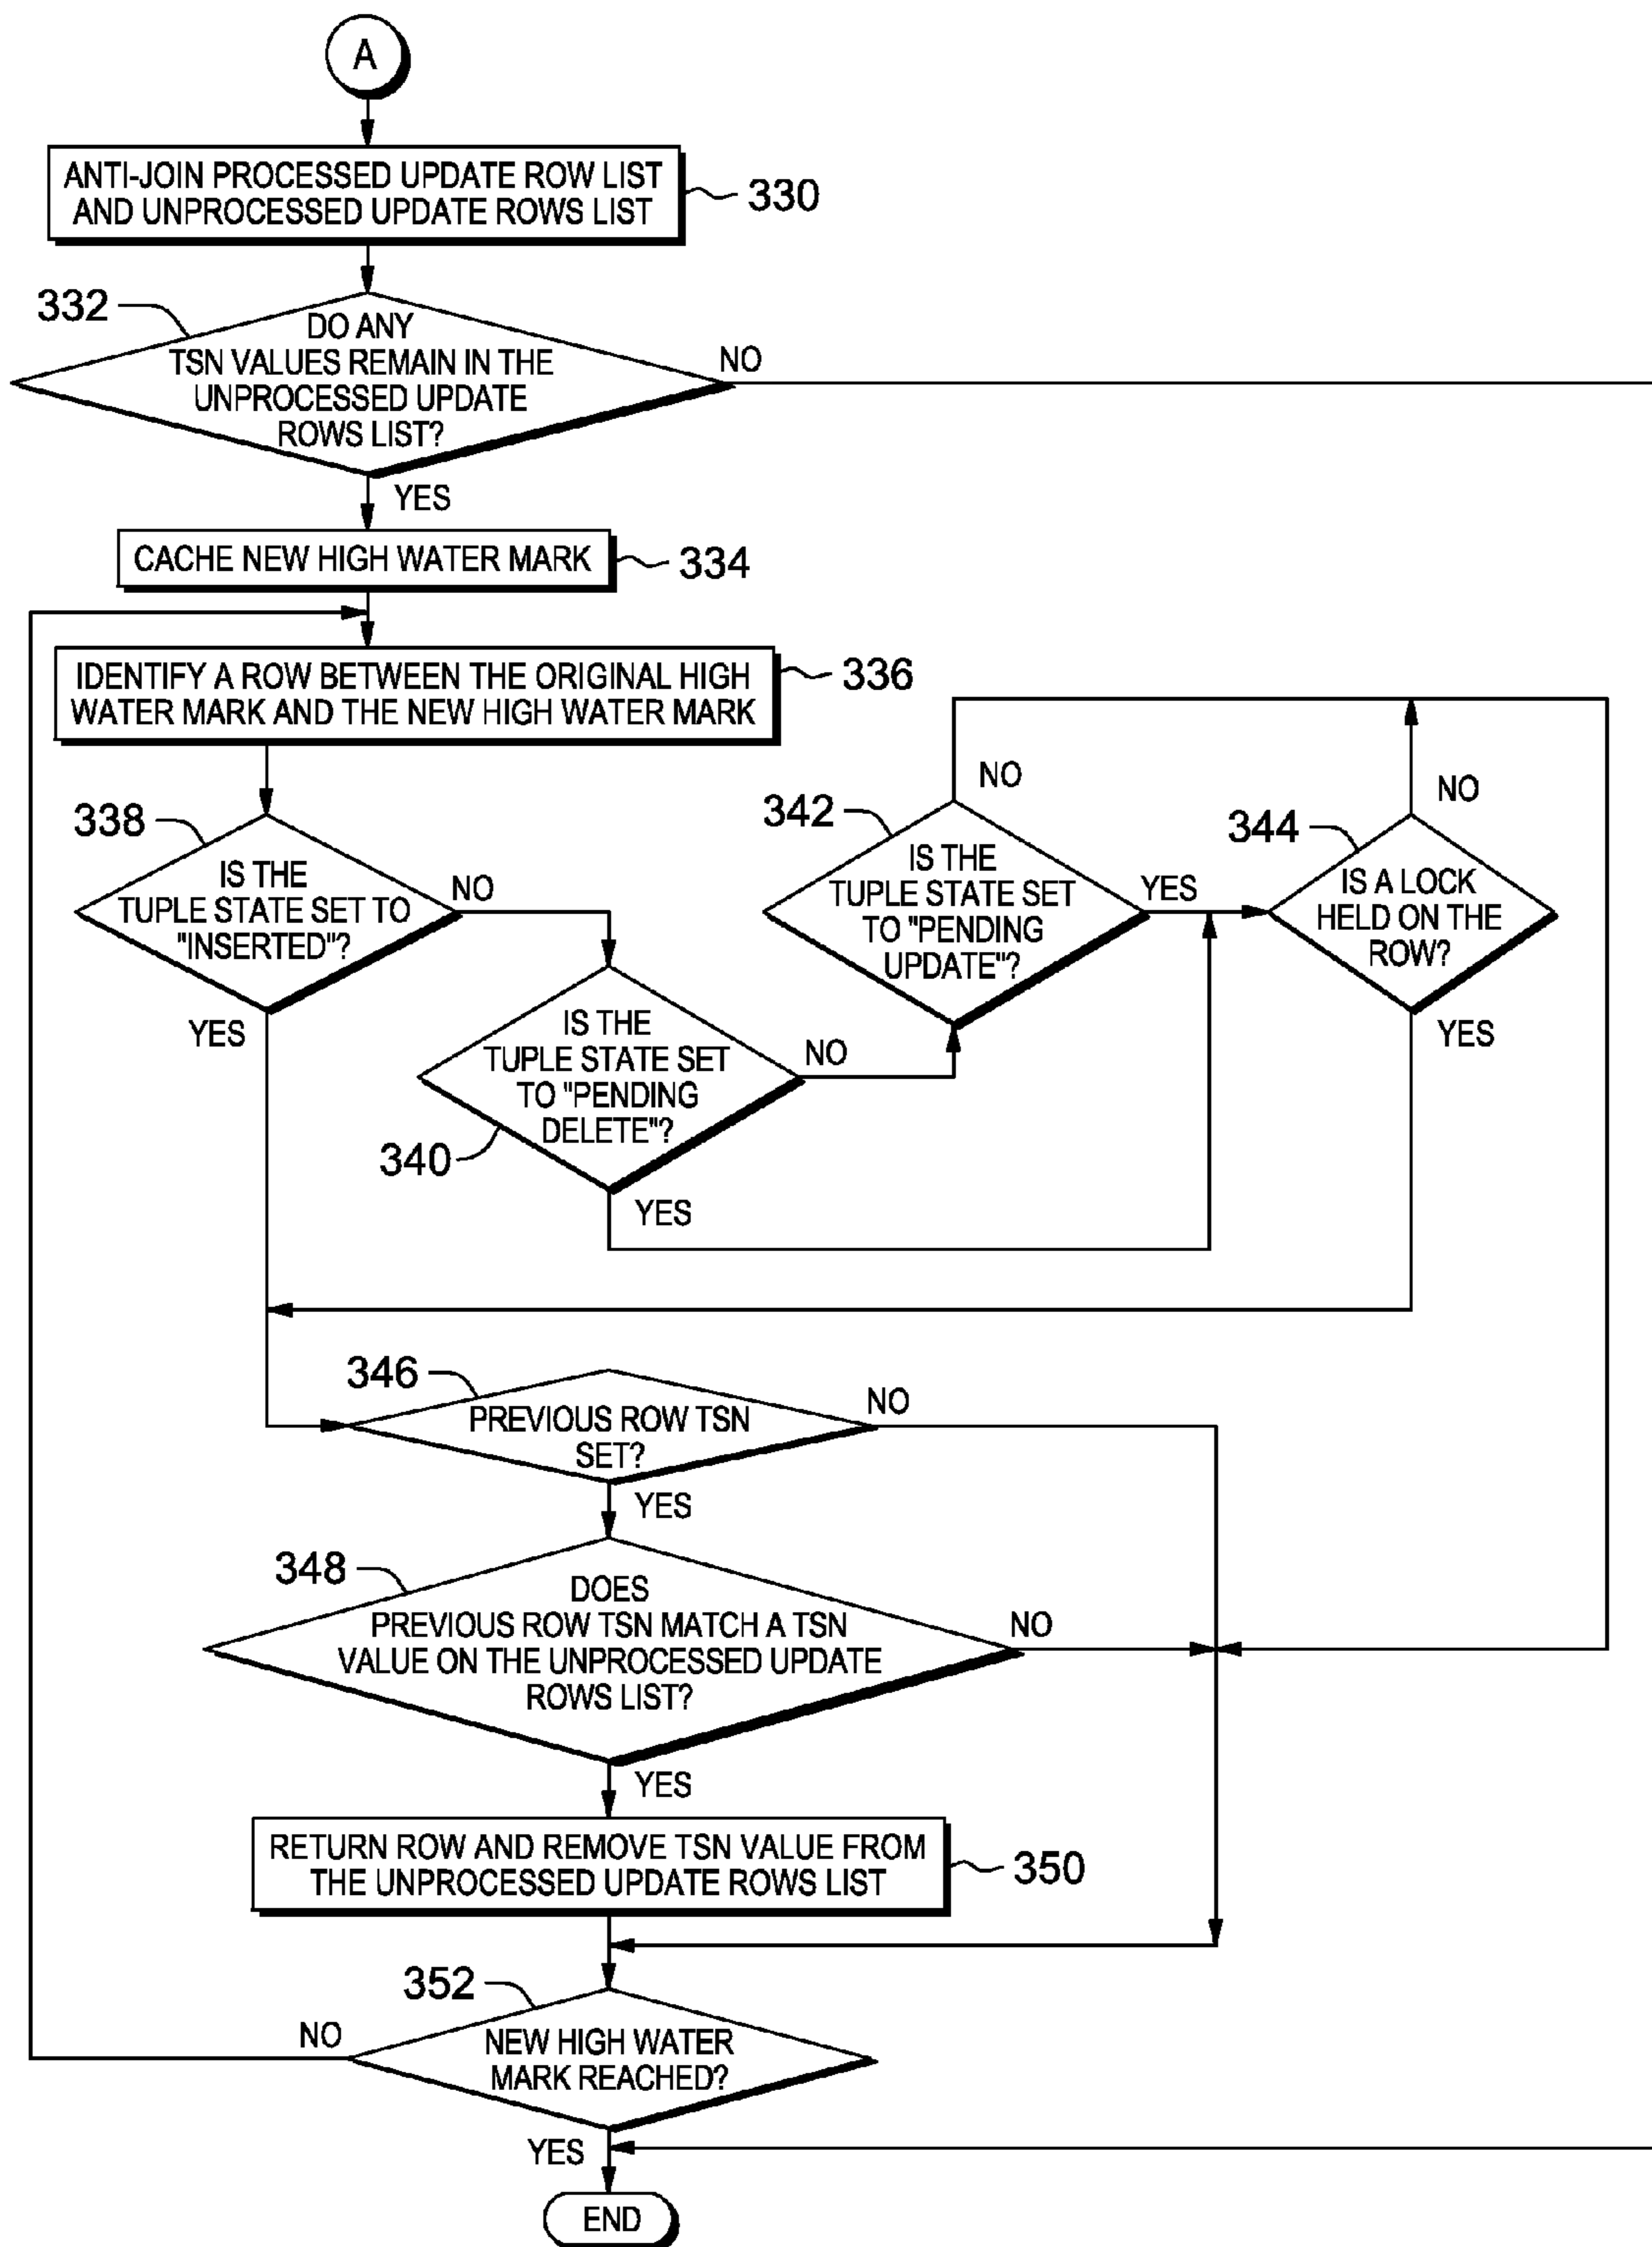 A
ANTI-JOIN PROCESSED UPDATE ROW LIST
AND UNPROCESSED UPDATE ROWS LIST
330
332
DO ANY
TSN VALUES REMAIN IN THE
UNPROCESSED UPDATE
ROWS LIST?
NO
YES
CACHE NEW HIGH WATER MARK
334
IDENTIFY A ROW BETWEEN THE ORIGINAL HIGH
WATER MARK AND THE NEW HIGH WATER MARK
336
338
IS THE
TUPLE STATE SET TO
"INSERTED"?
NO
YES
IS THE
TUPLE STATE SET
TO "PENDING
DELETE"?
340
NO
YES
342
IS THE
TUPLE STATE SET
TO "PENDING
UPDATE"?
NO
YES
344
IS A LOCK
HELD ON THE
ROW?
NO
YES
346
PREVIOUS ROW TSN
SET?
NO
YES
348
DOES
PREVIOUS ROW TSN MATCH A TSN
VALUE ON THE UNPROCESSED UPDATE
ROWS LIST?
NO
YES
RETURN ROW AND REMOVE TSN VALUE FROM
THE UNPROCESSED UPDATE ROWS LIST
350
352
NEW HIGH WATER
MARK REACHED?
NO
YES
END